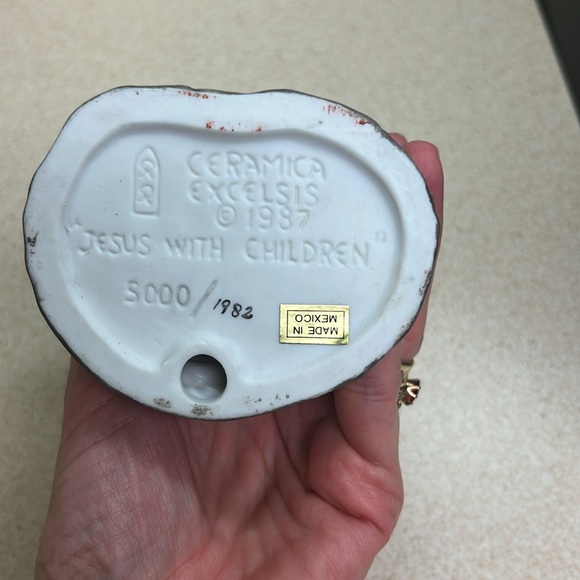 CERAMICA
EXCELSIS
© 1987
"JESUS WITH CHILDREN"
5000/1982
MADE IN
MEXICO